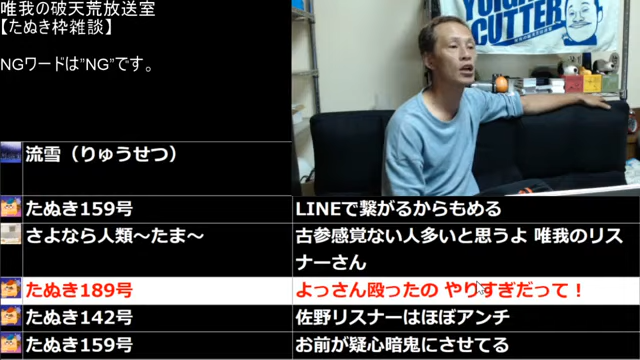 唯我の破天荒放送室
【たぬき枠雑談】
NGワードは”NG”です。
CUTTER
流雪（りゅうせつ）
たぬき159号
LINEで繋がるからもめる
さよなら人類～たま～
古参感覚ない人多いと思うよ 唯我のリス
ナーさん
たぬき189号
よっさん殴ったの やりすぎだって！
たぬき142号
佐野リスナーはほぼアンチ
たぬき159号
お前が疑心暗鬼にさせてる